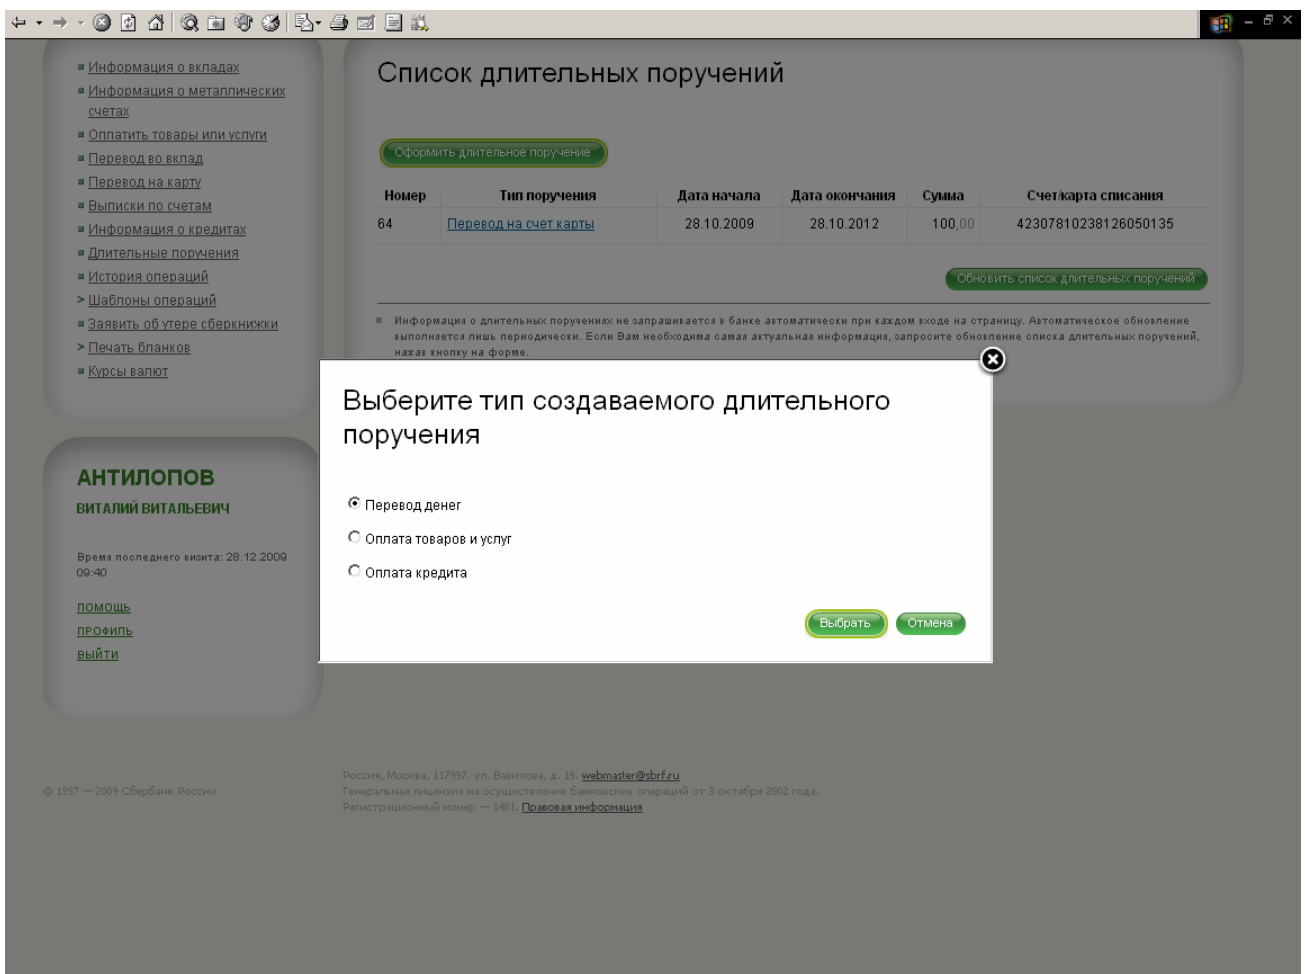 Информация о вкладах
Информация о металлических
счетах
Оплатить товары или услуги
Перевод во вклад
Перевод на карту
Выписки по счетам
Информация о кредитах
Длительные поручения
История операций
> Шаблоны операций
Заявить об утере сберкнижки
> Печать бланков
Курсы валют
АНТИЛОПОВ
ВИТАЛИЙ ВИТАЛЬЕВИЧ
Время последнего визита: 28.12.2009
09:40
ПОМОЩЬ
ПРОФИЛЬ
ВЫЙТИ
Список длительных поручений
Оформить длительное поручение
Номер Тип поручения Дата начала Дата окончания Сумма Счет/карта списания
64 Перевод на счет карты 28.10.2009 28.10.2012 100,00 42307810238126050135
Обновить список длительных поручений
Информация о длительных поручениях не запрашивается в банке автоматически при каждом входе на страницу. Автоматическое обновление
выполняется лишь периодически. Если Вам необходима самая актуальная информация, запросите обновление списка длительных поручений,
нажав кнопку на форме.
Выберите тип создаваемого длительного
поручения
Перевод денег
Оплата товаров и услуг
Оплата кредита
Выбрать Отмена
© 1997 — 2009 Сбербанк России
Россия, Москва, 117997, ул. Вавилова, д. 19. webmaster@sbrf.ru
Генеральная лицензия на осуществление банковских операций от 3 октября 2002 года.
Регистрационный номер — 1481. Правовая информация